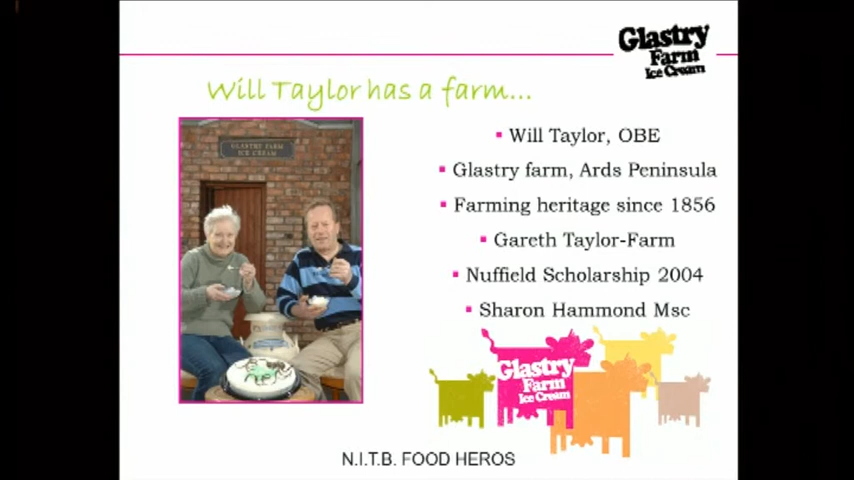 Glastry
Farm
Ice Cream
Will Taylor has a farm...
GLASTRY FARM
ICE CREAM
Will Taylor, OBE
Glastry farm, Ards Peninsula
Farming heritage since 1856
Gareth Taylor-Farm
Nuffield Scholarship 2004
Sharon Hammond Msc
Glastry
Farm
Ice Cream
N.I.T.B. FOOD HEROS